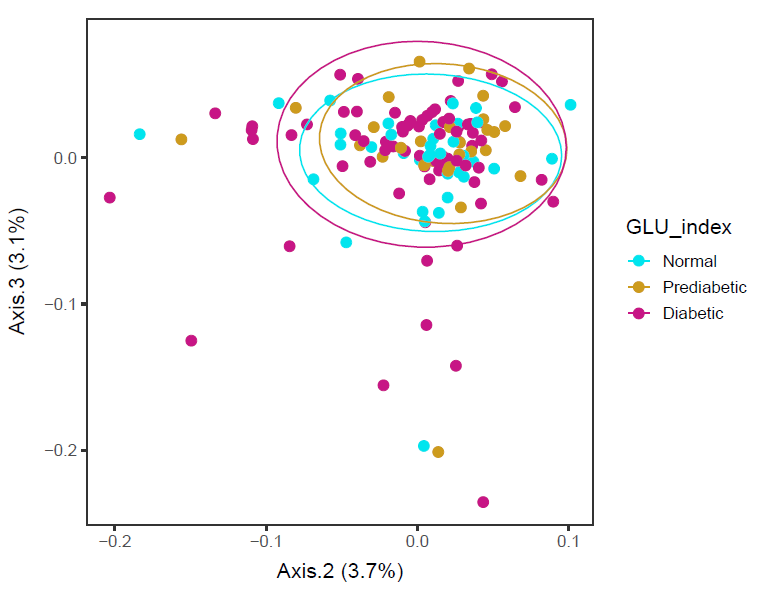 0.0
−0.1
−0.2
Axis.3 (3.1%)
−0.2
−0.1
0.0
0.1
Axis.2 (3.7%)
GLU_index
Normal
Prediabetic
Diabetic